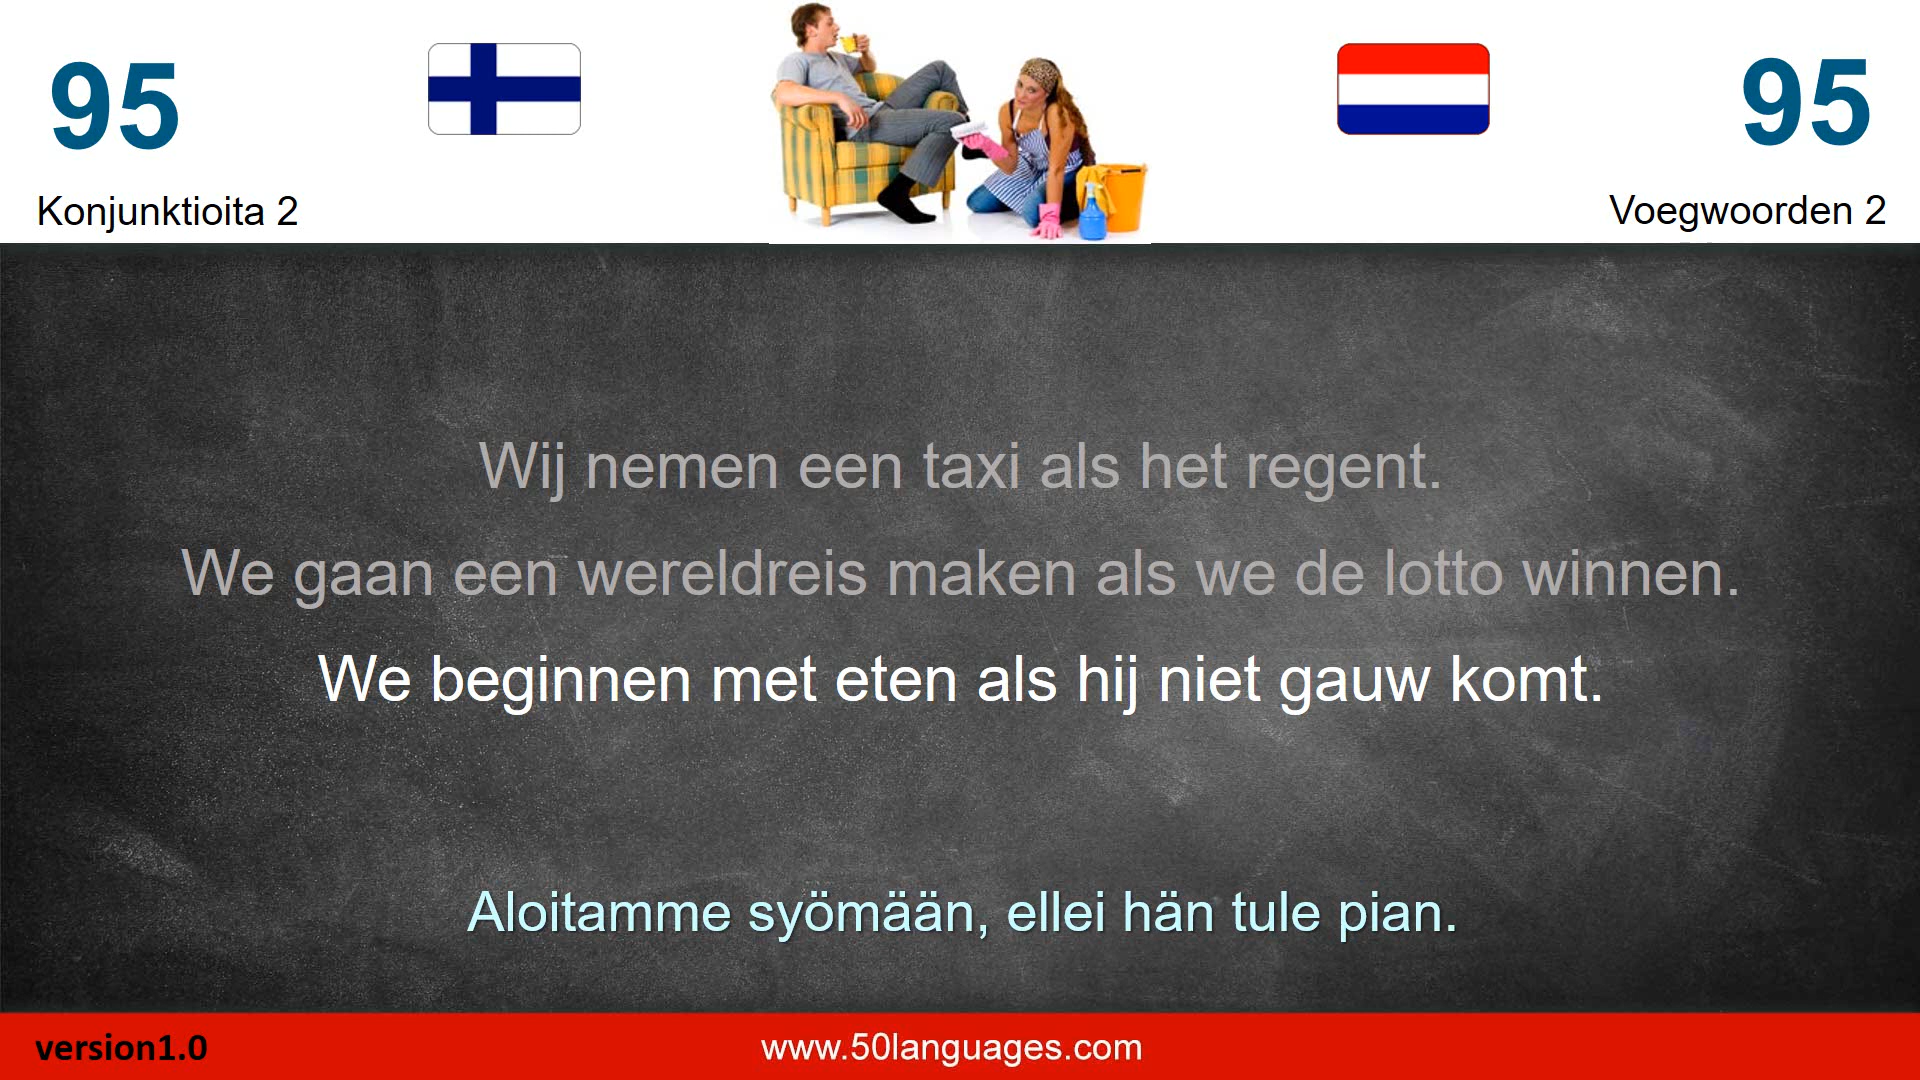 95
95
Konjunktioita 2
Voegwoorden 2
Wij nemen een taxi als het regent.
We gaan een wereldreis maken als we de lotto winnen.
We beginnen met eten als hij niet gauw komt.
Aloitamme syömään, ellei hän tule pian.
version1.0
www.50languages.com